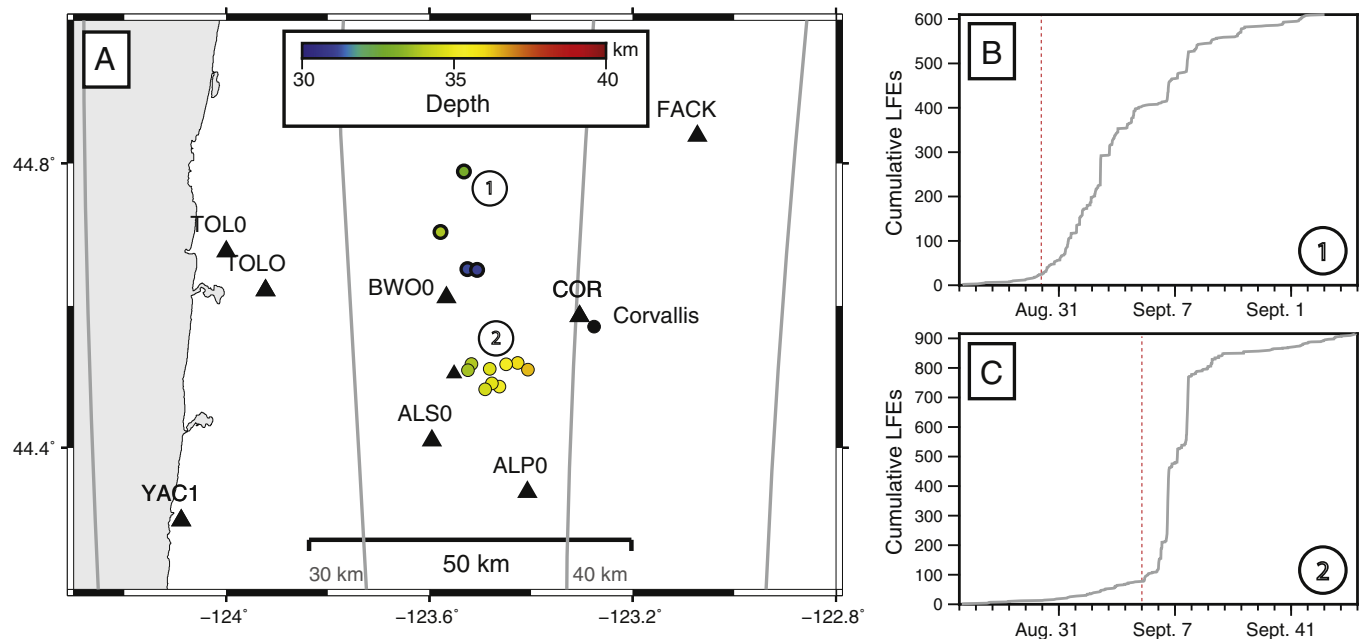 A
km
30 35 40
Depth
FACK
44.8°
1
TOL0
TOLO
BWO0
COR
Corvallis
2
ALS0
44.4°
ALP0
YAC1
50 km
30 km
40 km
−124° −123.6° −123.2° −122.8°
B
Cumulative LFEs
600
500
400
300
200
100
0
1
Aug. 31 Sept. 7 Sept. 1
C
Cumulative LFEs
900
800
700
600
500
400
300
200
100
0
2
Aug. 31 Sept. 7 Sept. 41